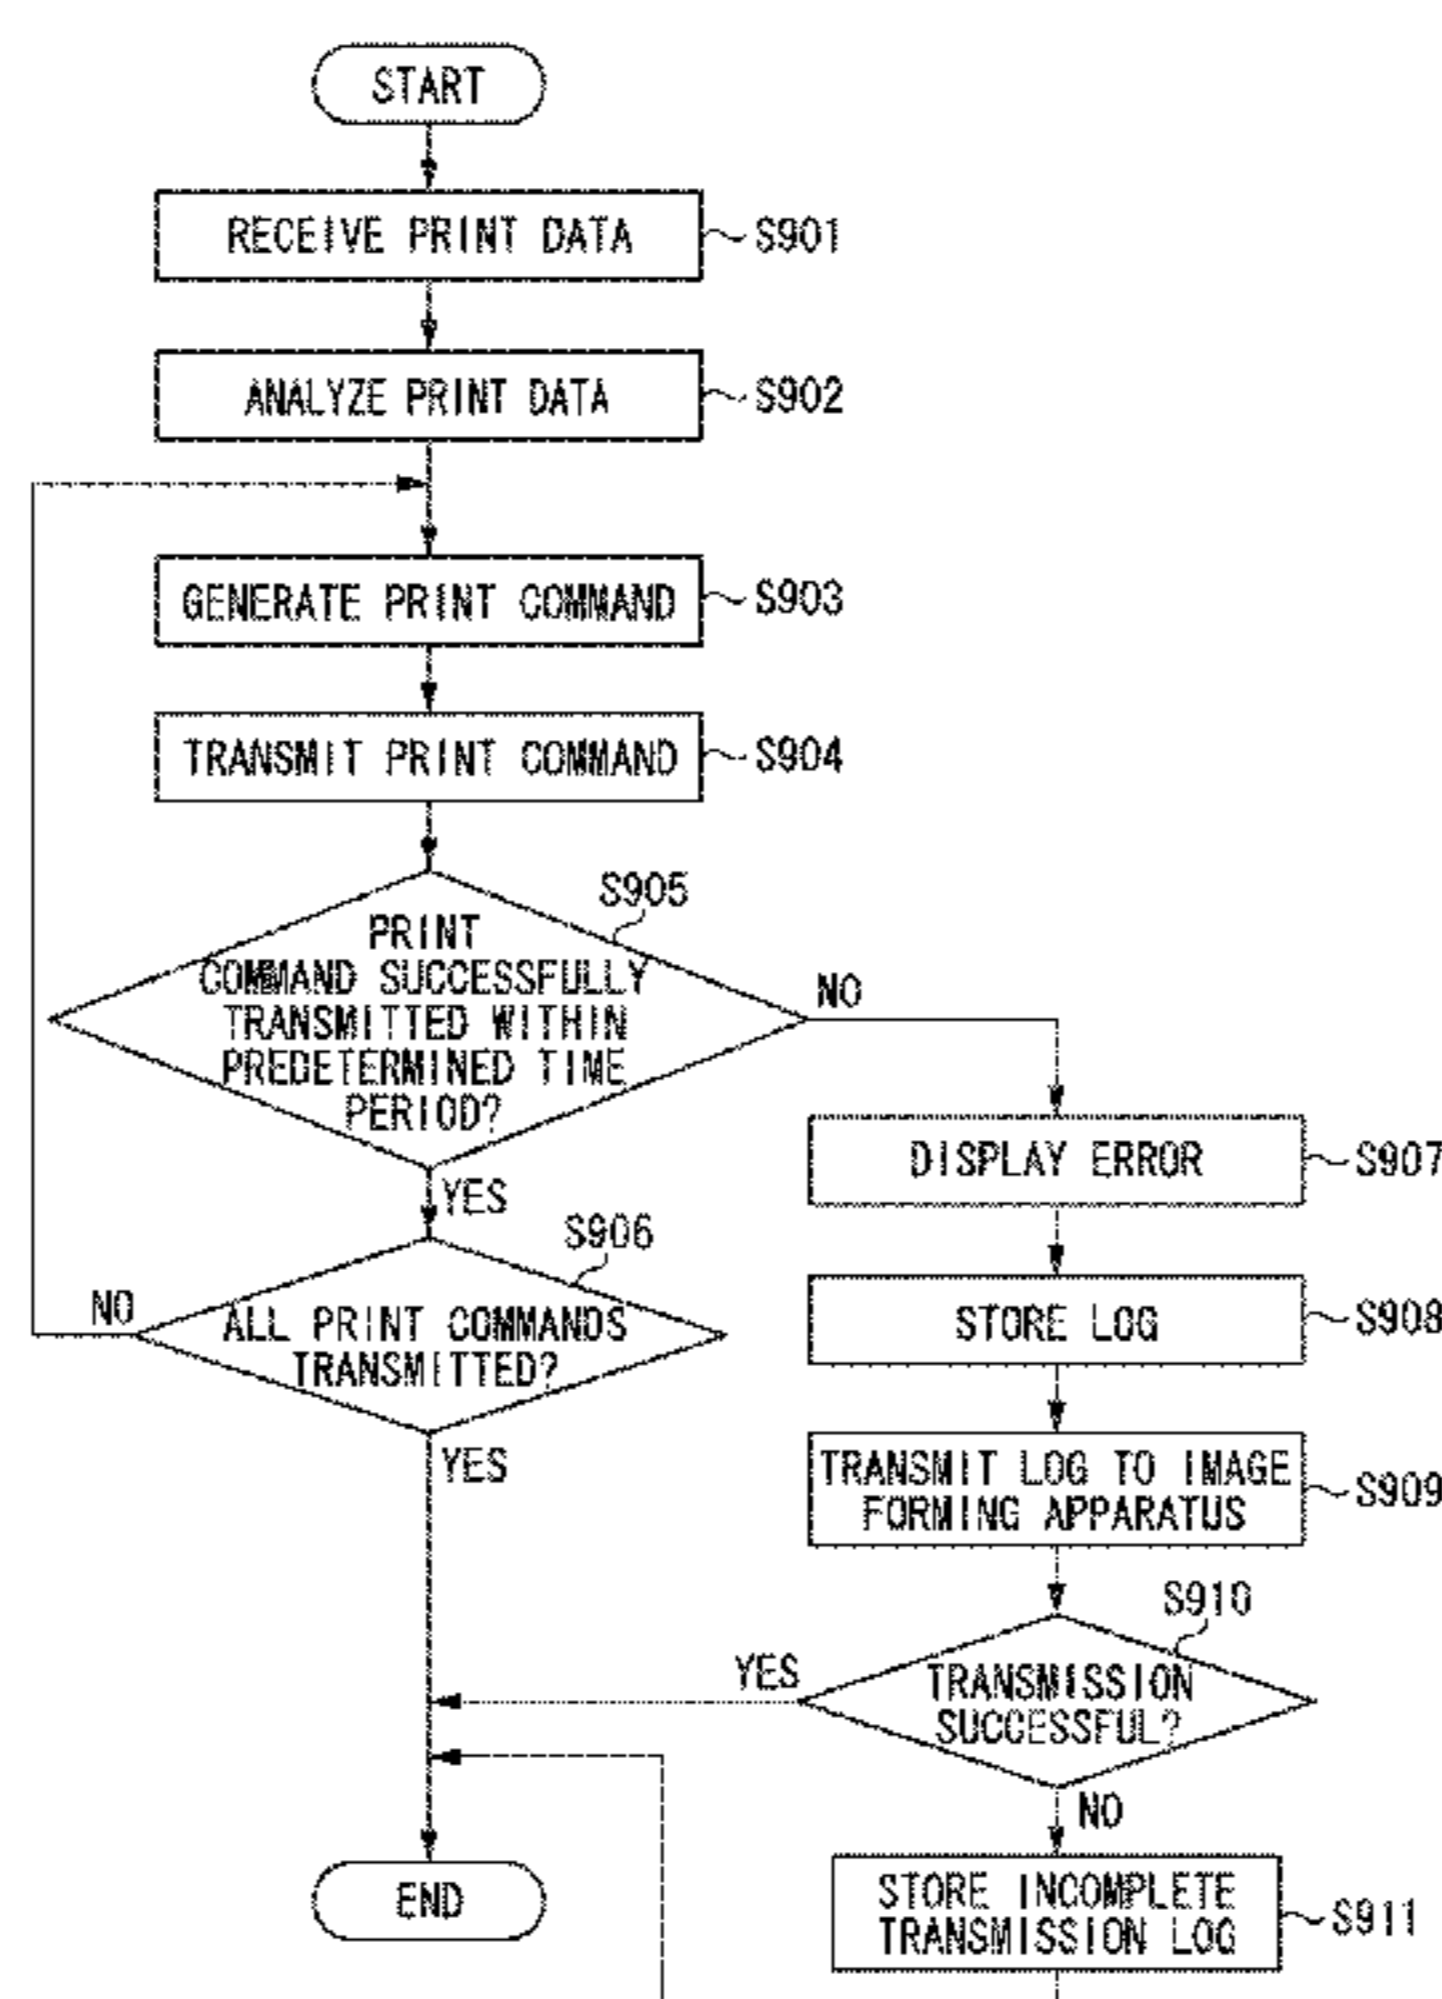 START
RECEIVE PRINT DATA
S901
ANALYZE PRINT DATA
S902
GENERATE PRINT COMMAND
S903
TRANSMIT PRINT COMMAND
S904
S905
PRINT
COMMAND SUCCESSFULLY
TRANSMITTED WITHIN
PREDETERMINED TIME
PERIOD?
NO
YES
DISPLAY ERROR
S907
S906
ALL PRINT COMMANDS
TRANSMITTED?
NO
YES
STORE LOG
S908
TRANSMIT LOG TO IMAGE
FORMING APPARATUS
S909
S910
TRANSMISSION
SUCCESSFUL?
YES
NO
STORE INCOMPLETE
TRANSMISSION LOG
S911
END